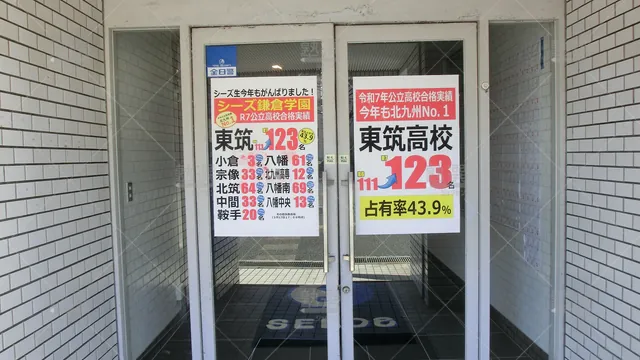 全日警
シーズ生今年もがんばりました!
シーズ鎌倉学園
R7公立高校合格実績
東筑 111 123名
43.9
小倉 3名 八幡 61名
宗像 33名 北九州高専 12名
北筑 64名 八幡南 69名
中間 33名 八幡中央 13名
鞍手 20名
令和7年公立高校合格実績
今年も北九州No.1
東筑高校
111 123名
占有率43.9%